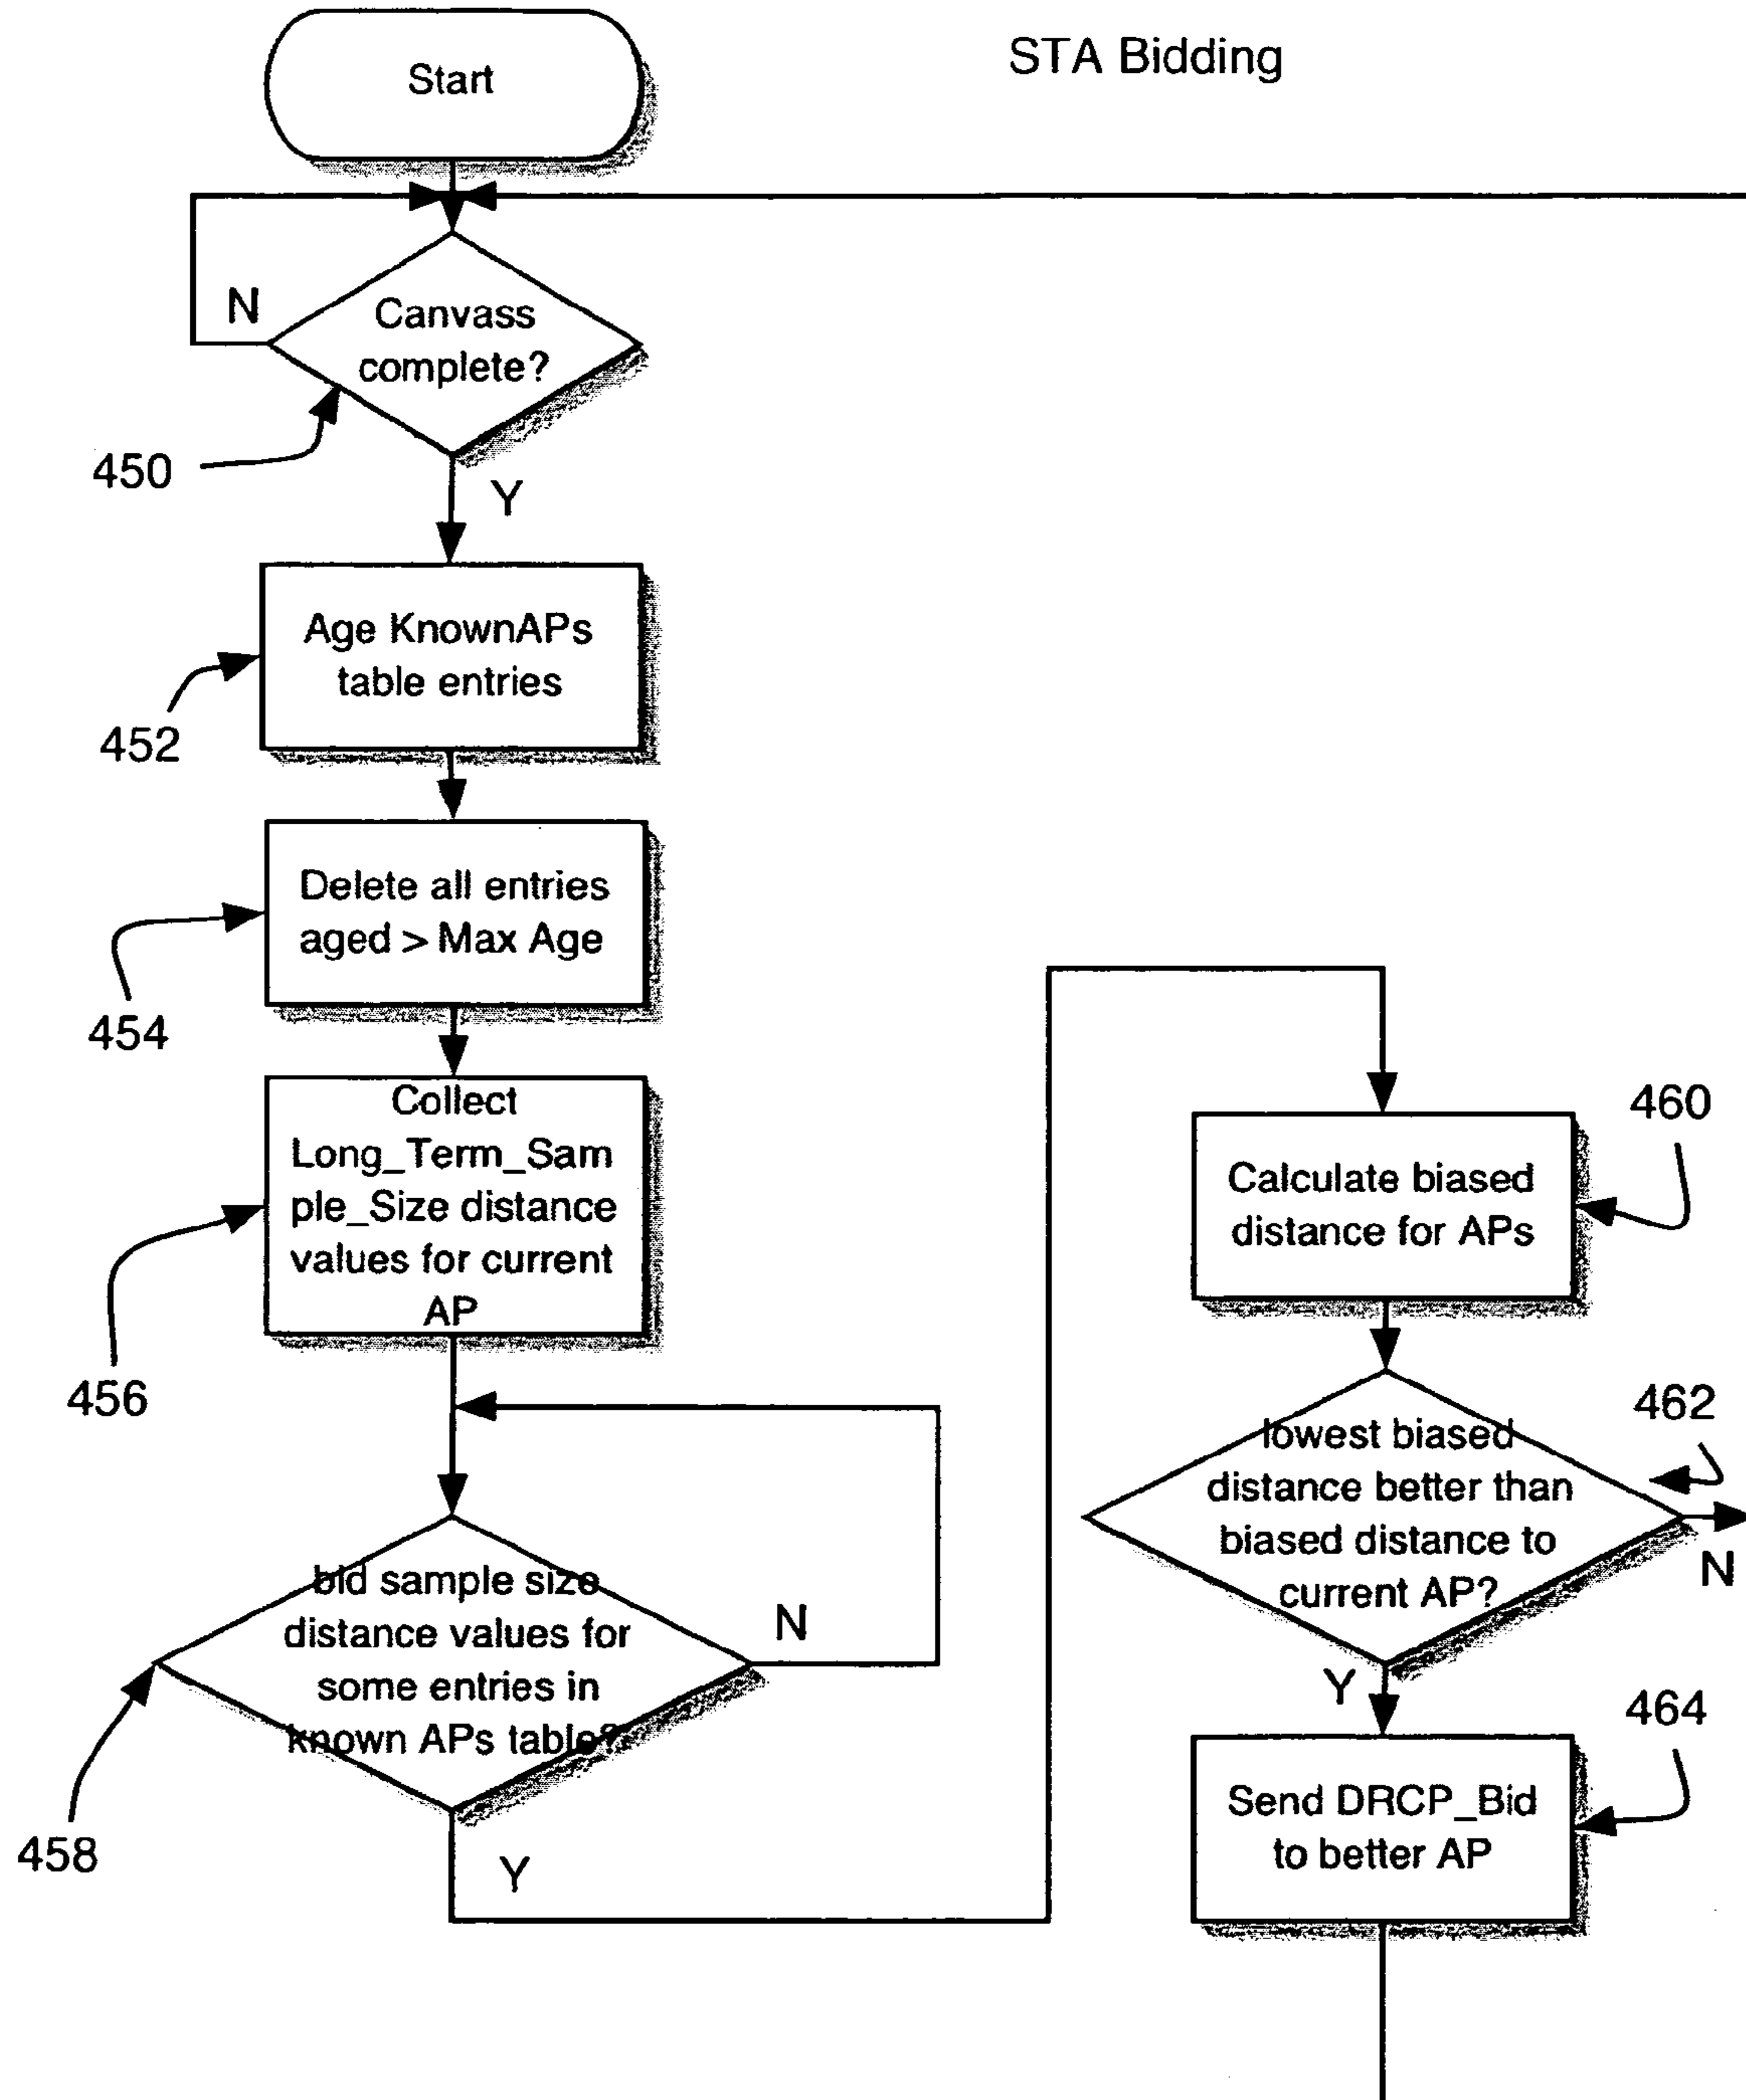 STA Bidding
Start
N
Canvass
complete?
450
Y
Age KnownAPs
table entries
452
Delete all entries
aged > Max Age
454
Collect
Long_Term_Sam
ple_Size distance
values for current
AP
456
bid sample size
distance values for
some entries in
known APs table?
N
458
Y
460
Calculate biased
distance for APs
462
lowest biased
distance better than
biased distance to
current AP?
N
Y
464
Send DRCP_Bid
to better AP